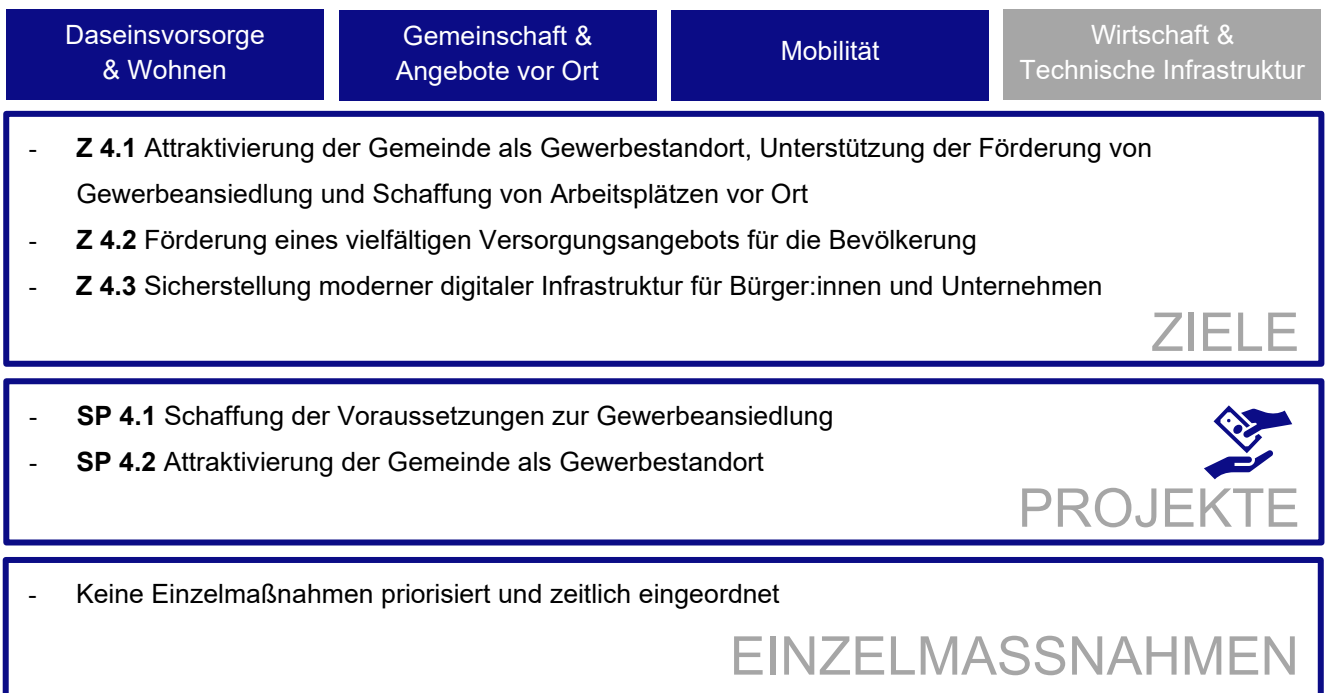 Daseinsvorsorge
& Wohnen
Gemeinschaft &
Angebote vor Ort
Mobilität
Wirtschaft &
Technische Infrastruktur
- Z 4.1 Attraktivierung der Gemeinde als Gewerbestandort, Unterstützung der Förderung von
Gewerbeansiedlung und Schaffung von Arbeitsplätzen vor Ort
- Z 4.2 Förderung eines vielfältigen Versorgungsangebots für die Bevölkerung
- Z 4.3 Sicherstellung moderner digitaler Infrastruktur für Bürger:innen und Unternehmen
ZIELE
- SP 4.1 Schaffung der Voraussetzungen zur Gewerbeansiedlung
- SP 4.2 Attraktivierung der Gemeinde als Gewerbestandort
PROJEKTE
- Keine Einzelmaßnahmen priorisiert und zeitlich eingeordnet
EINZELMASSNAHMEN